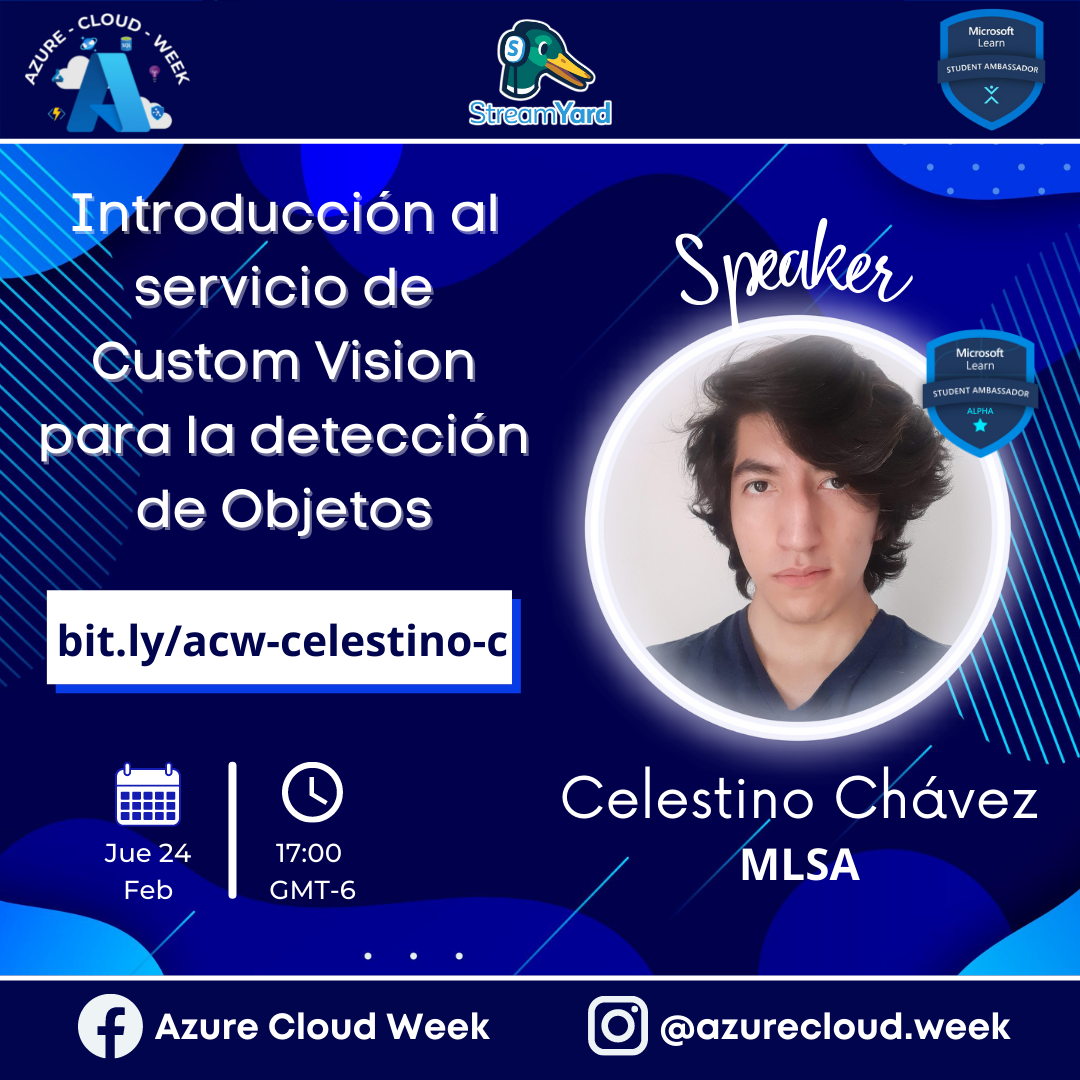 AZURE - CLOUD - WEEK
StreamYard
Microsoft
Learn
STUDENT AMBASSADOR
Introducción al
servicio de
Custom Vision
para la detección
de Objetos
Speaker
Microsoft
Learn
STUDENT AMBASSADOR
ALPHA
bit.ly/acw-celestino-c
Jue 24
Feb
17:00
GMT-6
Celestino Chávez
MLSA
Azure Cloud Week
@azurecloud.week